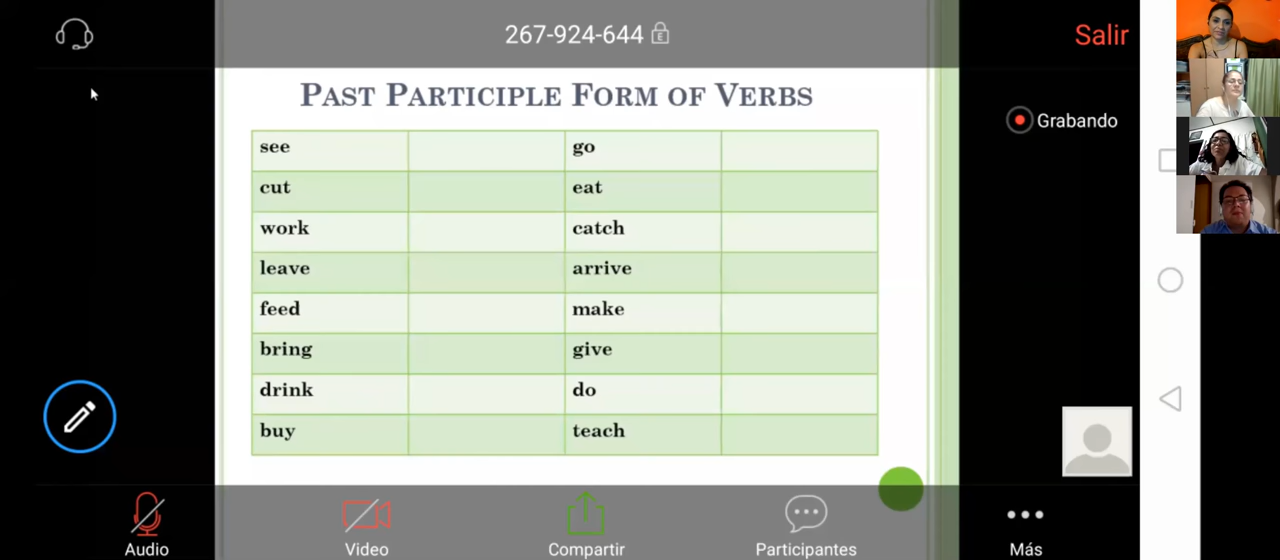 267-924-644
Salir
PAST PARTICIPLE FORM OF VERBS
Grabando
see go
cut eat
work catch
leave arrive
feed make
bring give
drink do
buy teach
Audio Video Compartir Participantes Más